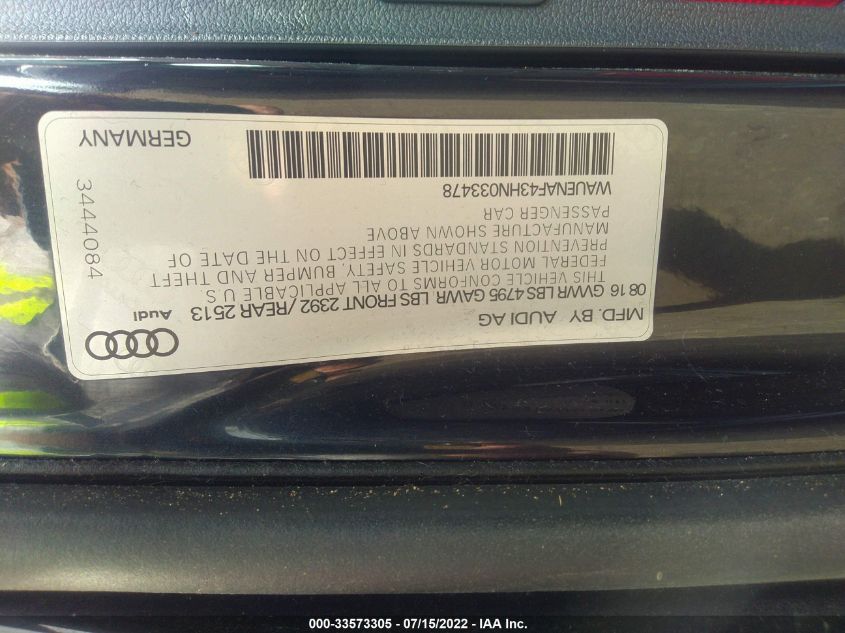 MFD. BY AUDI AG
Audi
08 16 GVWR LBS 4795 GAWR LBS FRONT 2392 / REAR 2513
THIS VEHICLE CONFORMS TO ALL APPLICABLE U.S.
FEDERAL MOTOR VEHICLE SAFETY, BUMPER AND THEFT
PREVENTION STANDARDS IN EFFECT ON THE DATE OF
MANUFACTURE SHOWN ABOVE
PASSENGER CAR
WAUENAF43HN033478
GERMANY
3444084
000-33573305 - 07/15/2022 - IAA Inc.